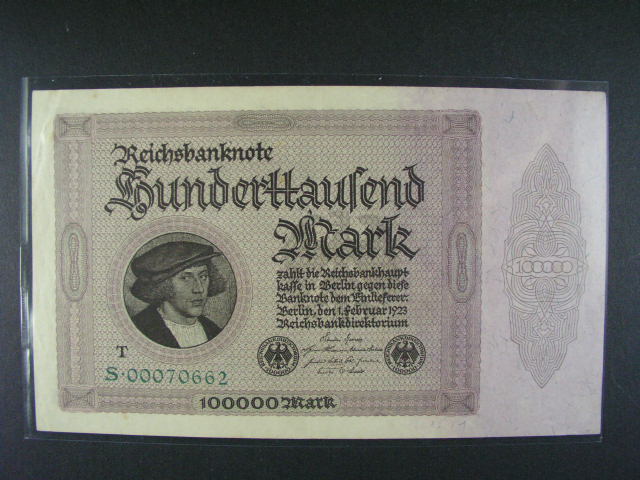 Reichsbanknote
Hunderttausend
Mark
zahlt die Reichsbankhaupt
kasse in Berlin gegen diese
Banknote dem Einlieferer:
Berlin, den 1. Februar 1923
Reichsbankdirektorium
T
S·00070662
100000 Mark
100000